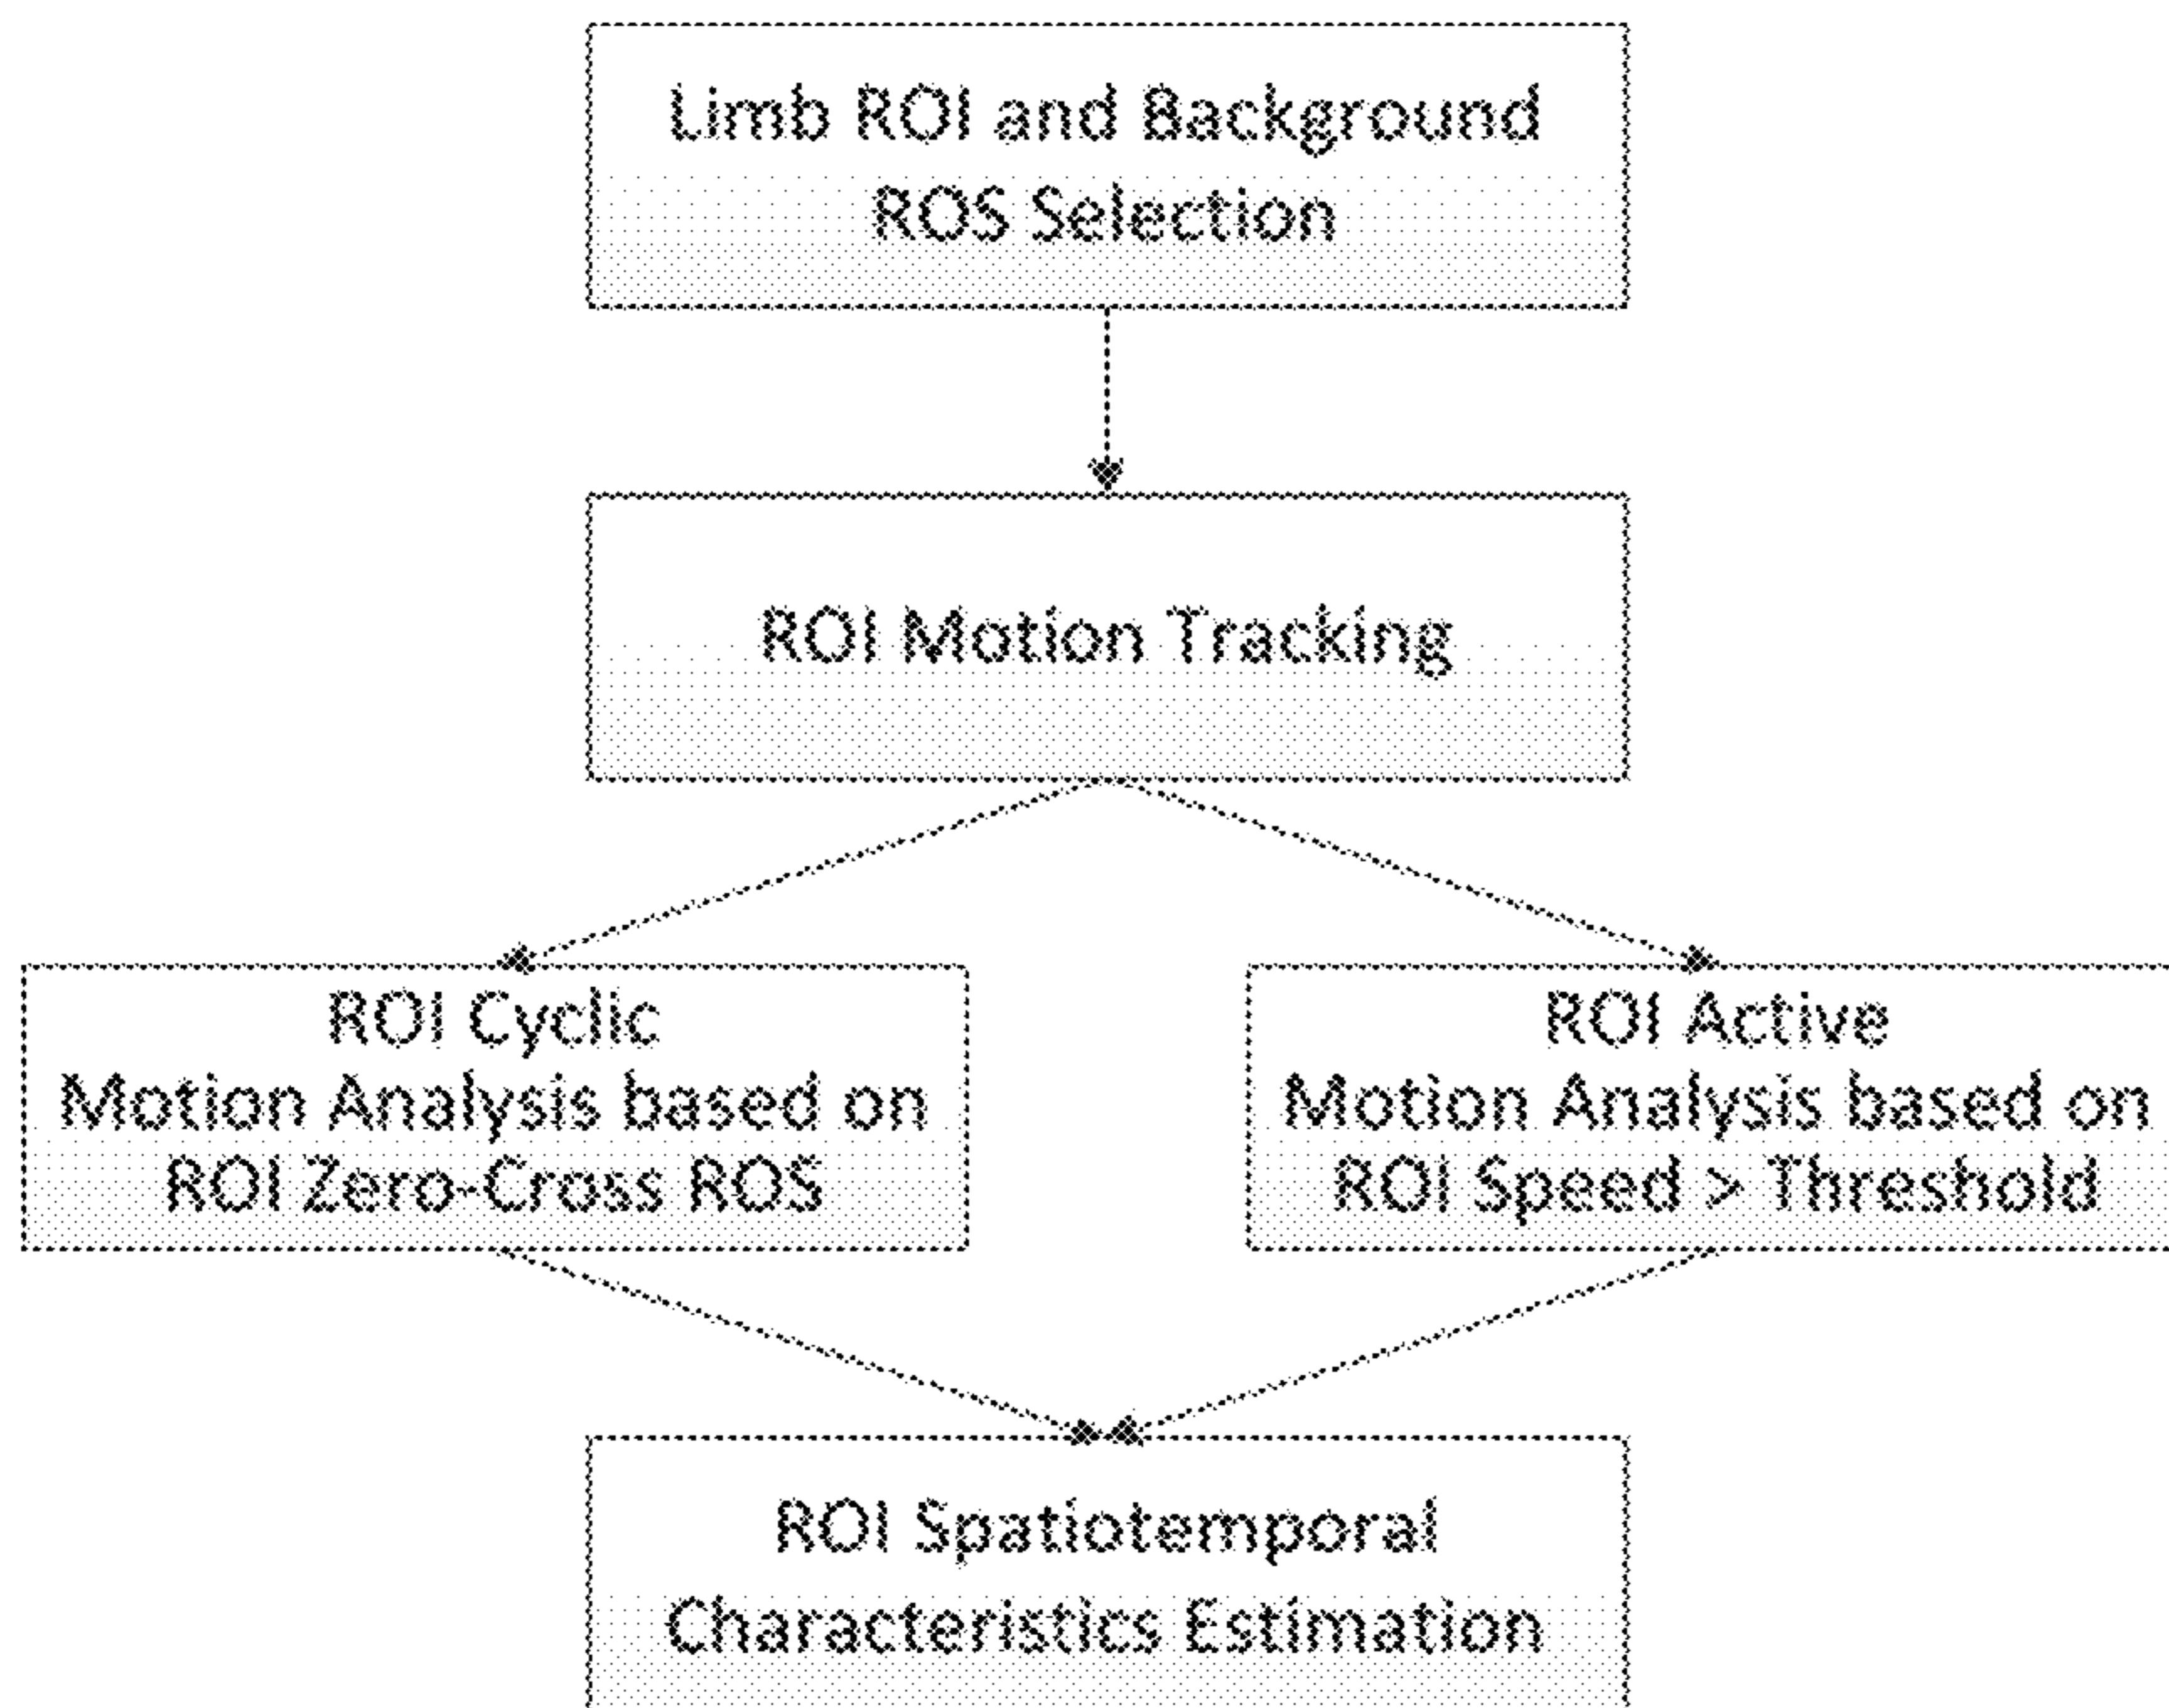 Limb ROI and Background
ROS Selection
ROI Motion Tracking
ROI Cyclic
Motion Analysis based on
ROI Zero-Cross ROS
ROI Active
Motion Analysis based on
ROI Speed > Threshold
ROI Spatiotemporal
Characteristics Estimation